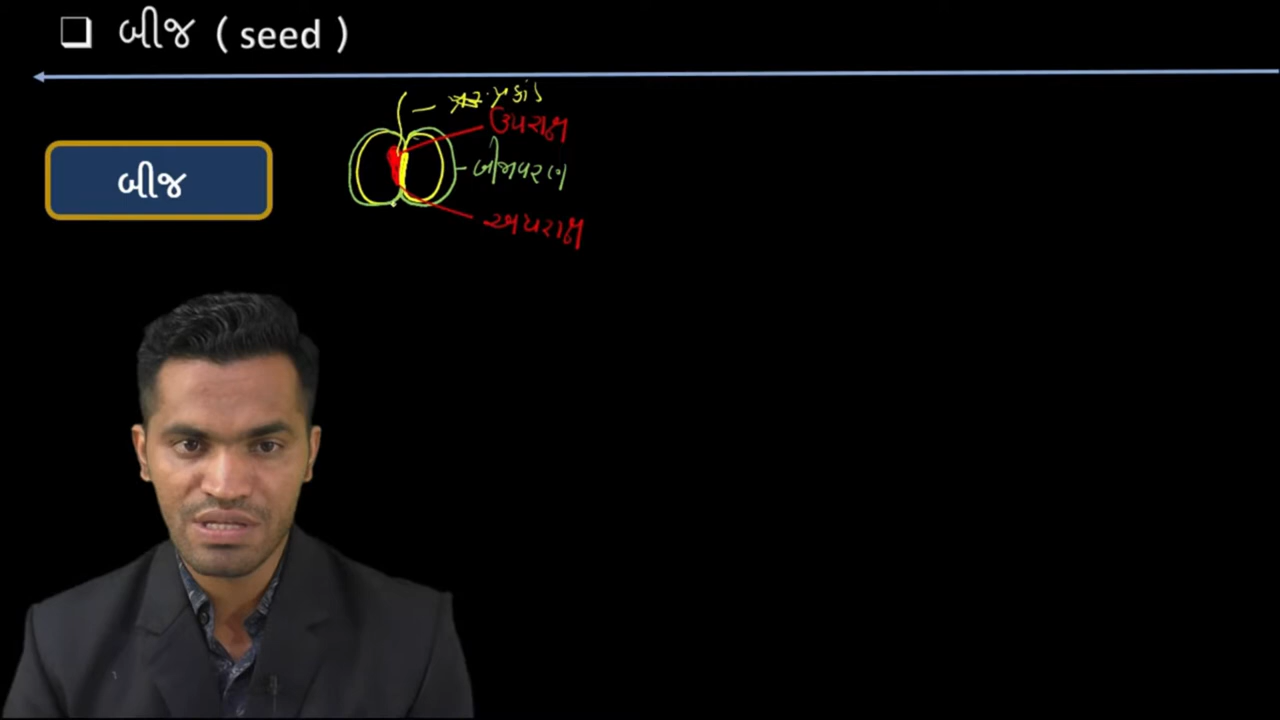 ❑ બીજ ( seed )
બીજ
ઉપરાક્ષ
બીજાવરણ
અધરાક્ષ